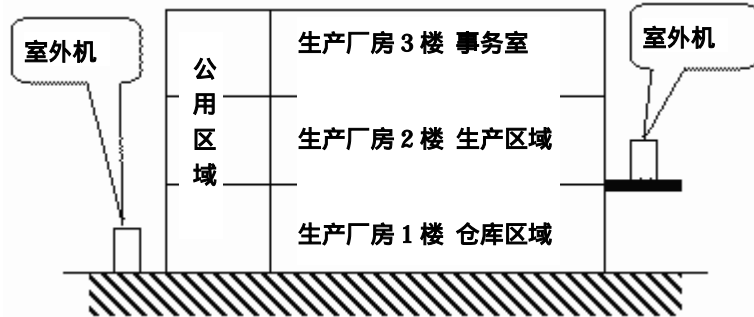 室外机
公用区域
生产厂房 3 楼 事务室
生产厂房 2 楼 生产区域
生产厂房 1 楼 仓库区域
室外机